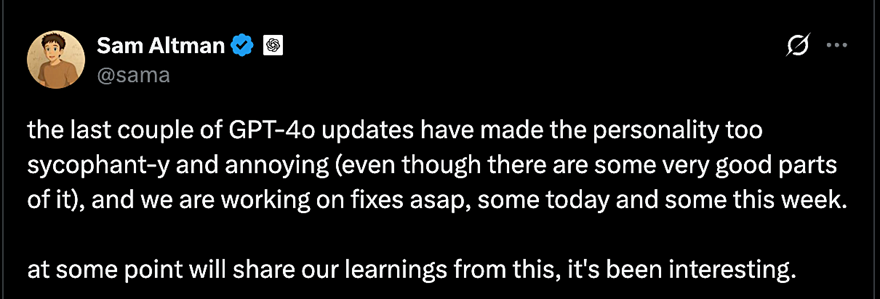 Sam Altman
@sama
the last couple of GPT-4o updates have made the personality too
sycophant-y and annoying (even though there are some very good parts
of it), and we are working on fixes asap, some today and some this week.
at some point will share our learnings from this, it's been interesting.